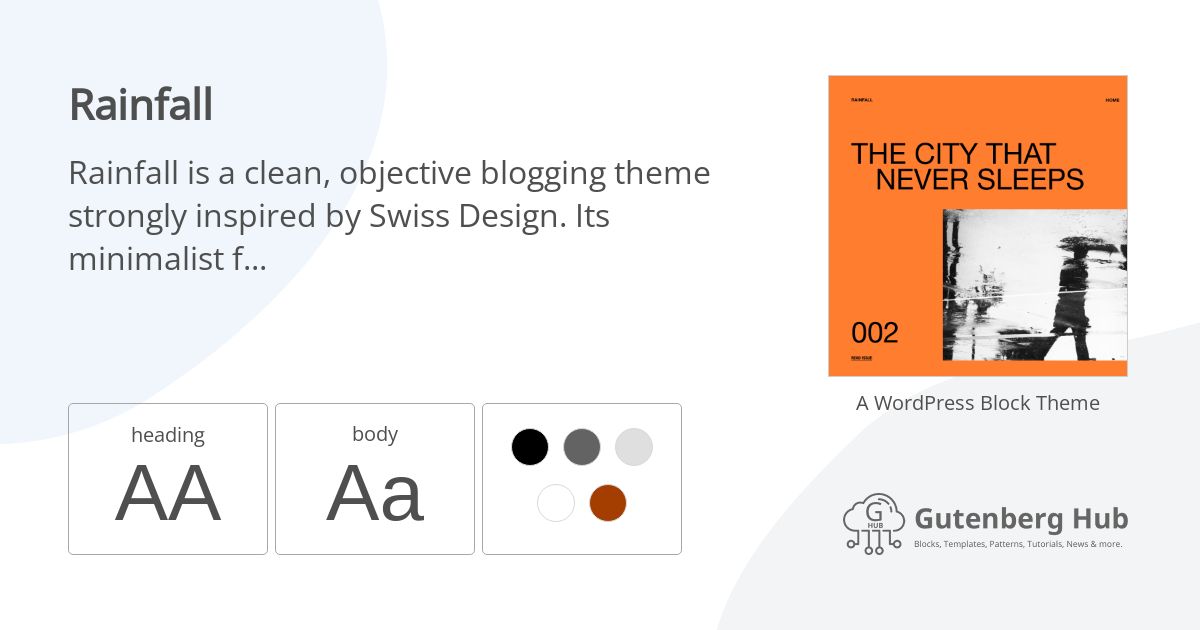 Rainfall
Rainfall is a clean, objective blogging theme
strongly inspired by Swiss Design. Its
minimalist f...
heading
AA
body
Aa
RAINFALL
HOME
THE CITY THAT
NEVER SLEEPS
002
READ ISSUE
A WordPress Block Theme
G
HUB
Gutenberg Hub
Blocks, Templates, Patterns, Tutorials, News & more.